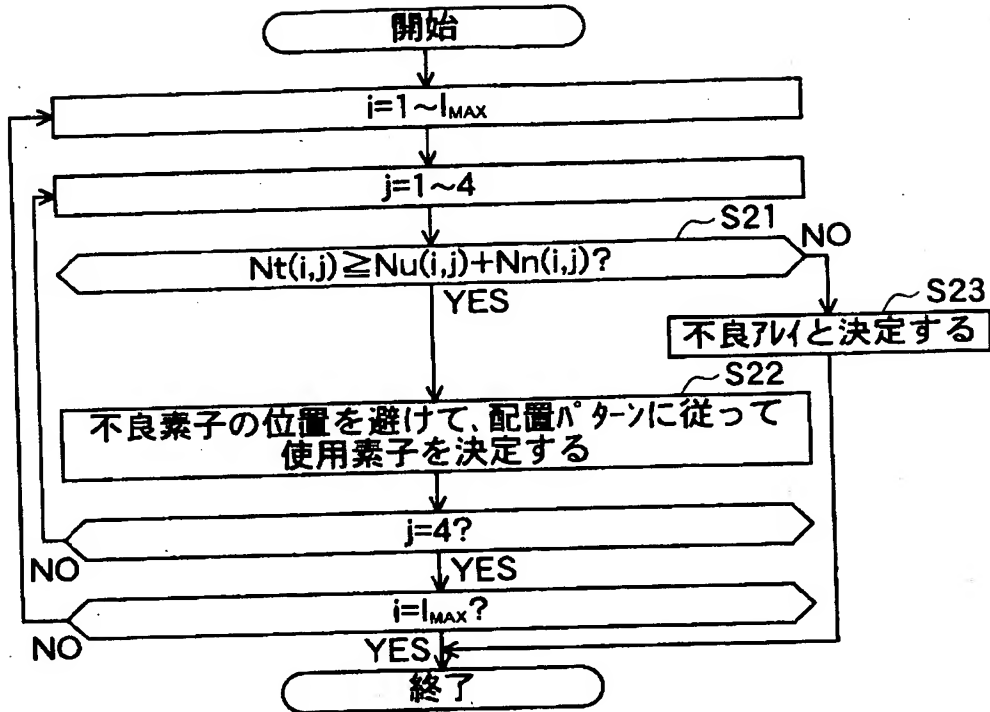 開始
i=1~IMAX
j=1~4
S21
Nt(i,j)≧Nu(i,j)+Nn(i,j)?
NO
YES
S23
不良ｱﾚｲと決定する
S22
不良素子の位置を避けて、配置ﾊﾟﾀｰﾝに従って
使用素子を決定する
j=4?
NO
YES
i=IMAX?
NO
YES
終了